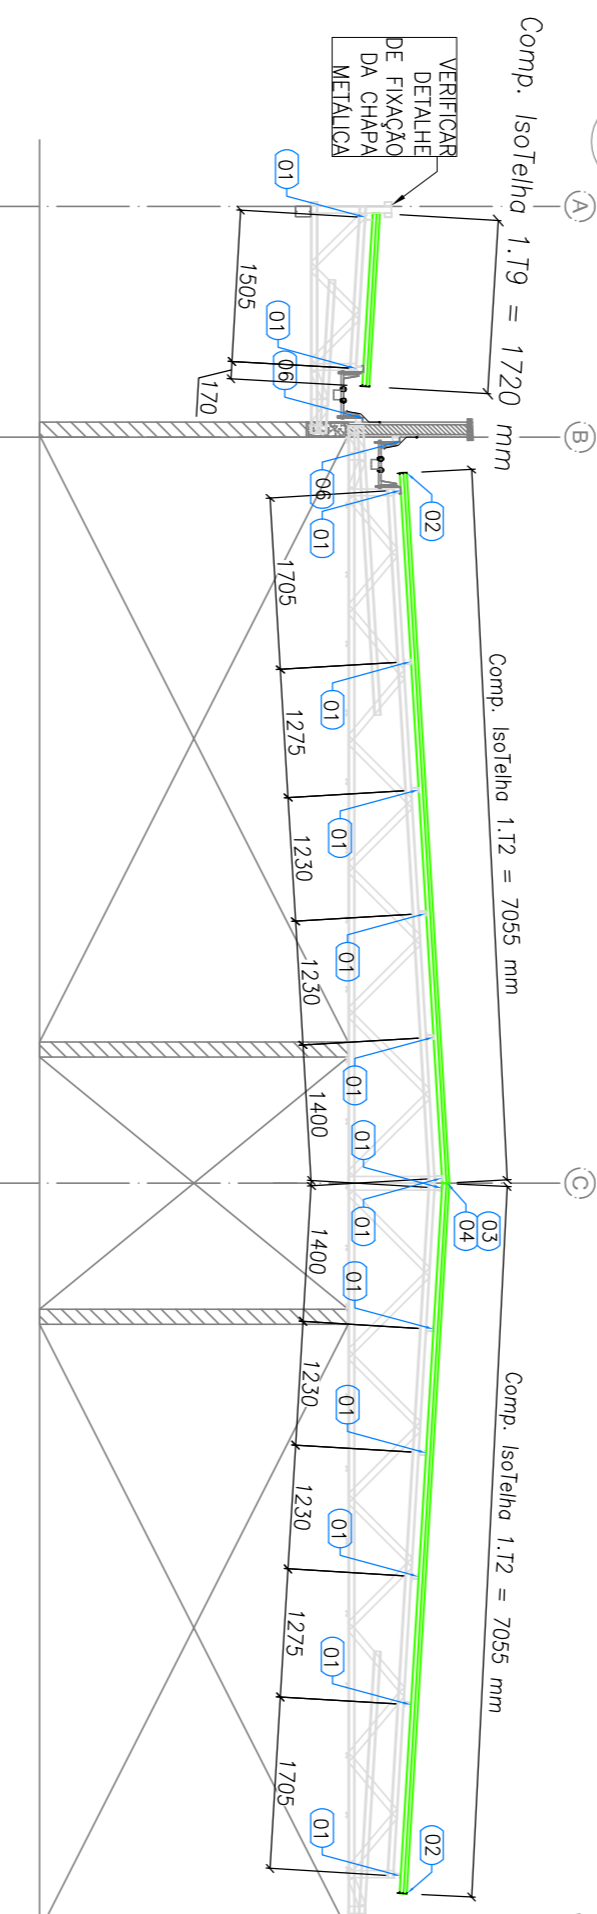 A
B
C
Comp. IsoTelha 1.T9 = 1720 mm
Comp. IsoTelha 1.T2 = 7055 mm
Comp. IsoTelha 1.T2 = 7055 mm
VERIFICAR
DETALHE
DE FIXAÇÃO
DA CHAPA
METÁLICA
02
03
04
02
01
01
06
06
01
01
01
01
01
01
01
01
01
01
01
01
1505
170
1705
1275
1230
1230
1400
1400
1230
1230
1275
1705